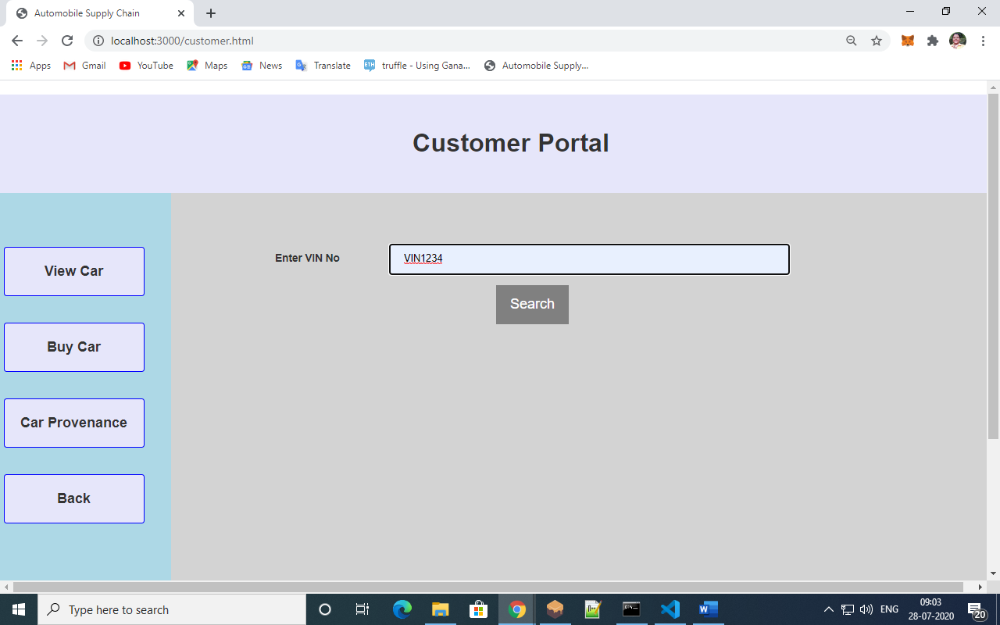 Automobile Supply Chain
localhost:3000/customer.html
Apps Gmail YouTube Maps News Translate ETH truffle - Using Gana... Automobile Supply...
Customer Portal
View Car
Buy Car
Car Provenance
Back
Enter VIN No VIN1234
Search
Type here to search
ENG 09:03
28-07-2020 20